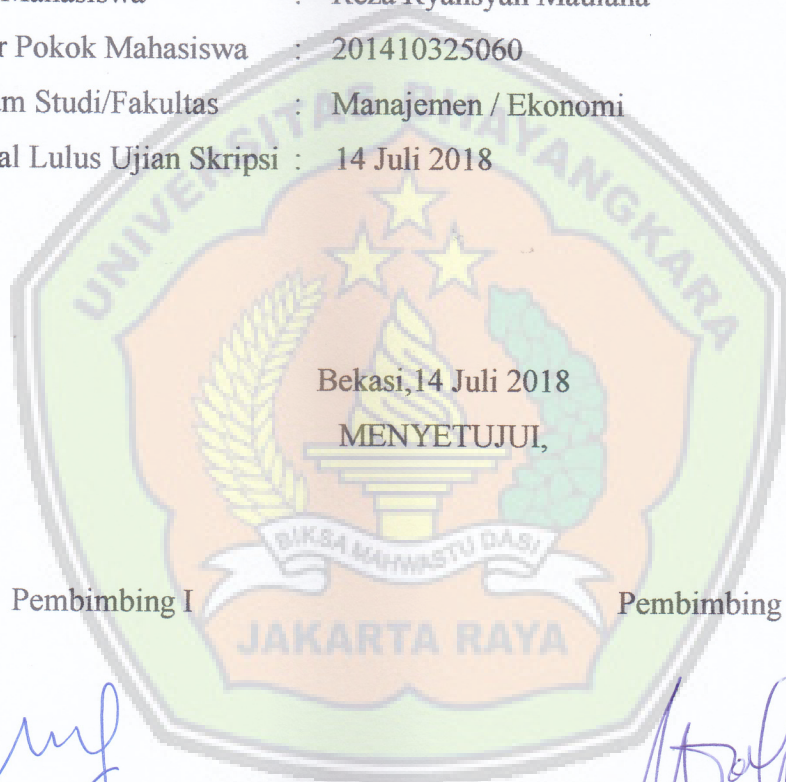 : 
r Pokok Mahasiswa : 201410325060
m Studi/Fakultas : Manajemen / Ekonomi
al Lulus Ujian Skripsi : 14 Juli 2018
UNIVERSITAS BHAYANGKARA
Bekasi,14 Juli 2018
MENYETUJUI,
BIKSA MAHWASTU DASI
Pembimbing I Pembimbing
JAKARTA RAYA